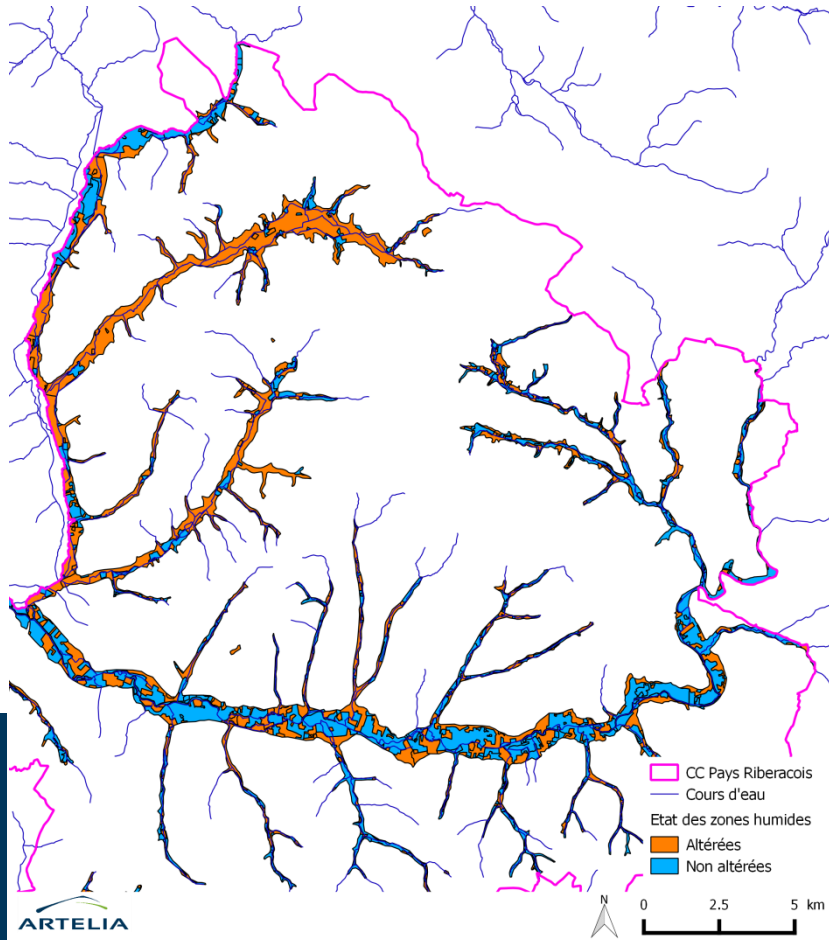 CC Pays Riberacois
Cours d'eau
Etat des zones humides
Altérées
Non altérées
ARTELIA
N
0 2.5 5 km